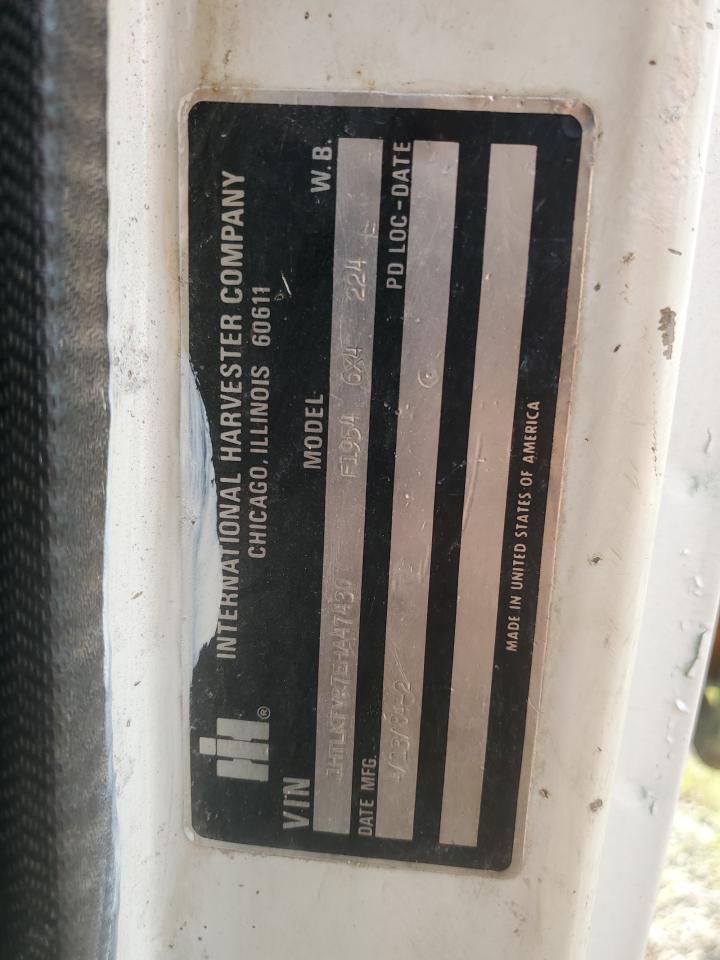 INTERNATIONAL HARVESTER COMPANY
CHICAGO, ILLINOIS 60611
IH ®
VIN MODEL W.B.
F1954 6X4 224
DATE MFG. PD LOC-DATE
MADE IN UNITED STATES OF AMERICA